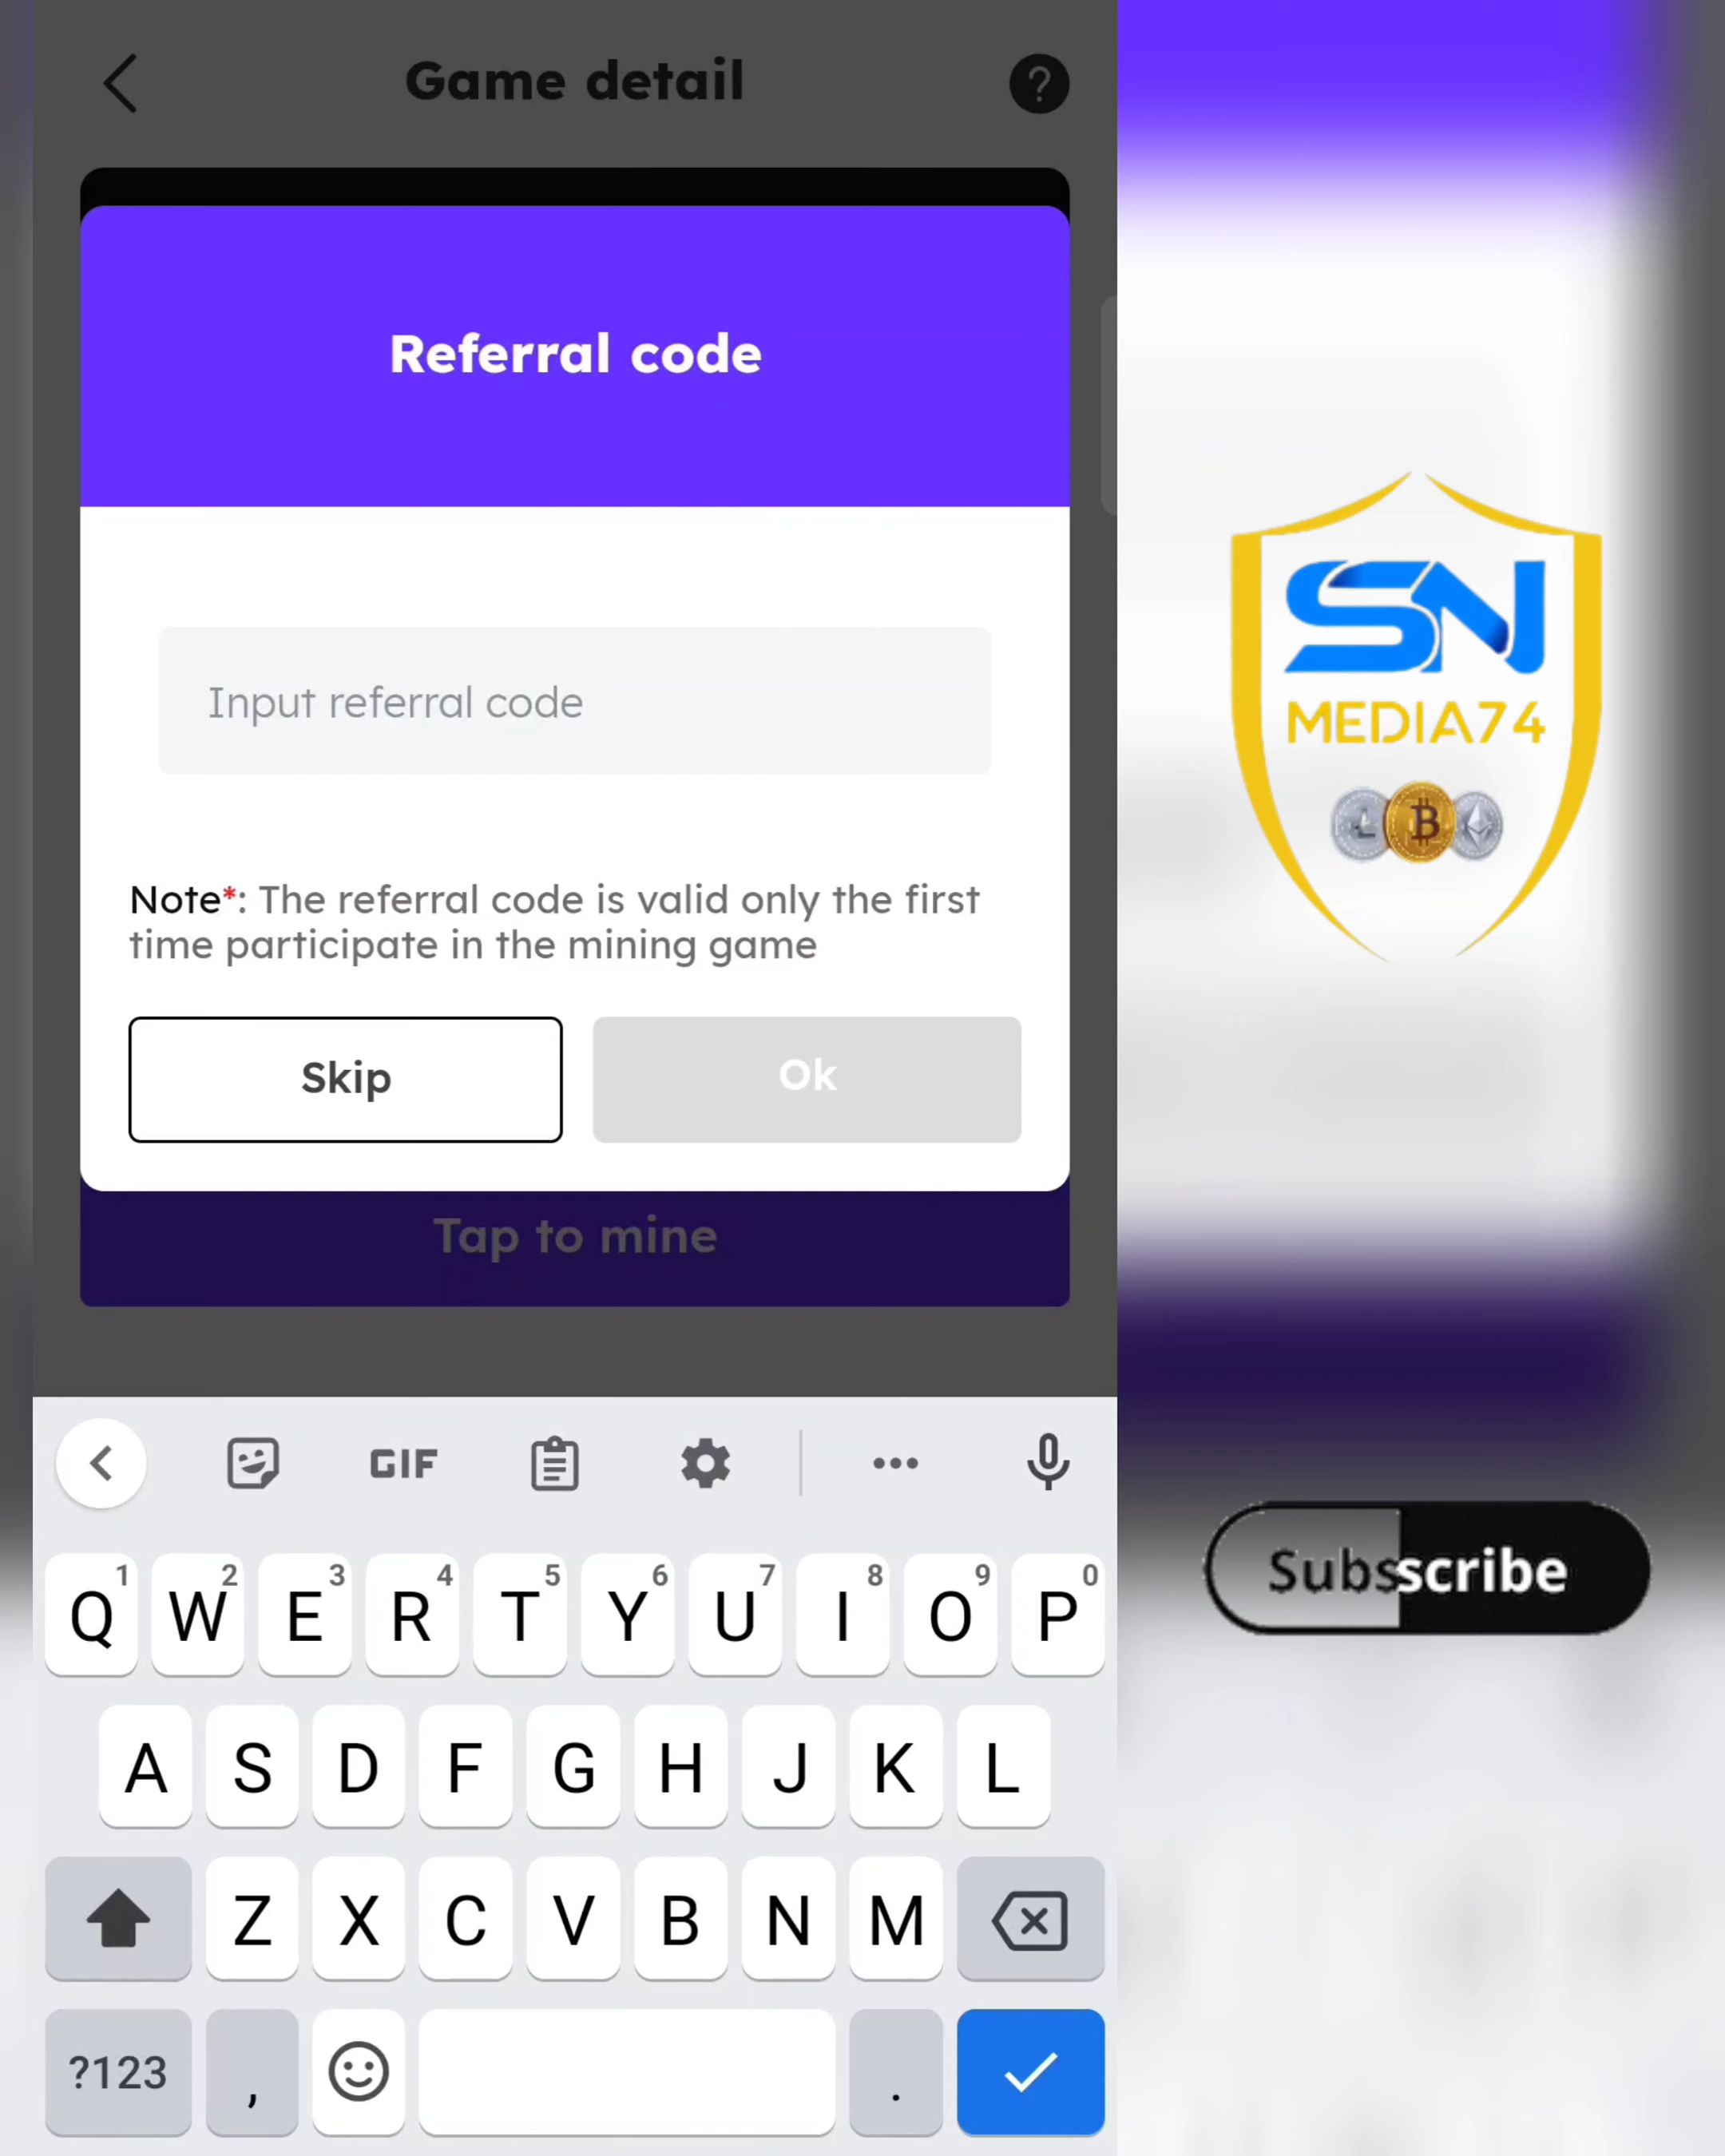 Game detail
?
Referral code
Input referral code
Note*: The referral code is valid only the first
time participate in the mining game
Skip
Ok
Tap to mine
SN
MEDIA74
Subsscribe
GIF
1 2 3 4 5 6 7 8 9 0
Q W E R T Y U I O P
A S D F G H J K L
Z X C V B N M
?123 , .